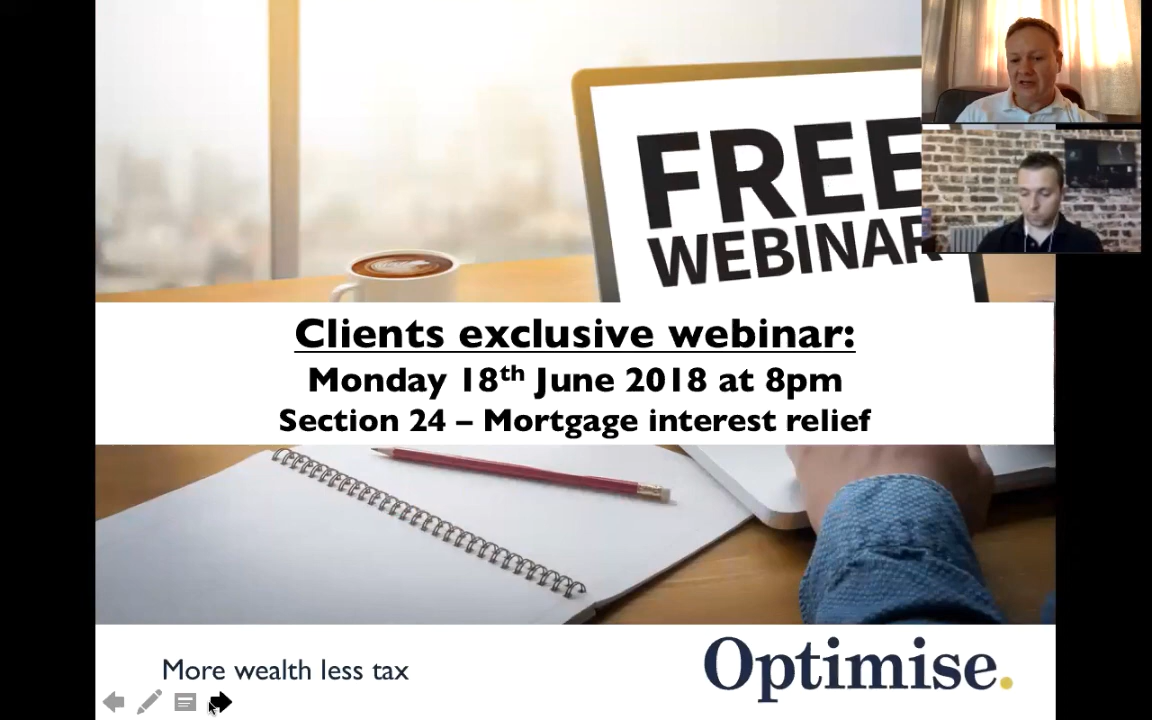 FREE
WEBINAR
Clients exclusive webinar:
Monday 18th June 2018 at 8pm
Section 24 – Mortgage interest relief
More wealth less tax
Optimise.